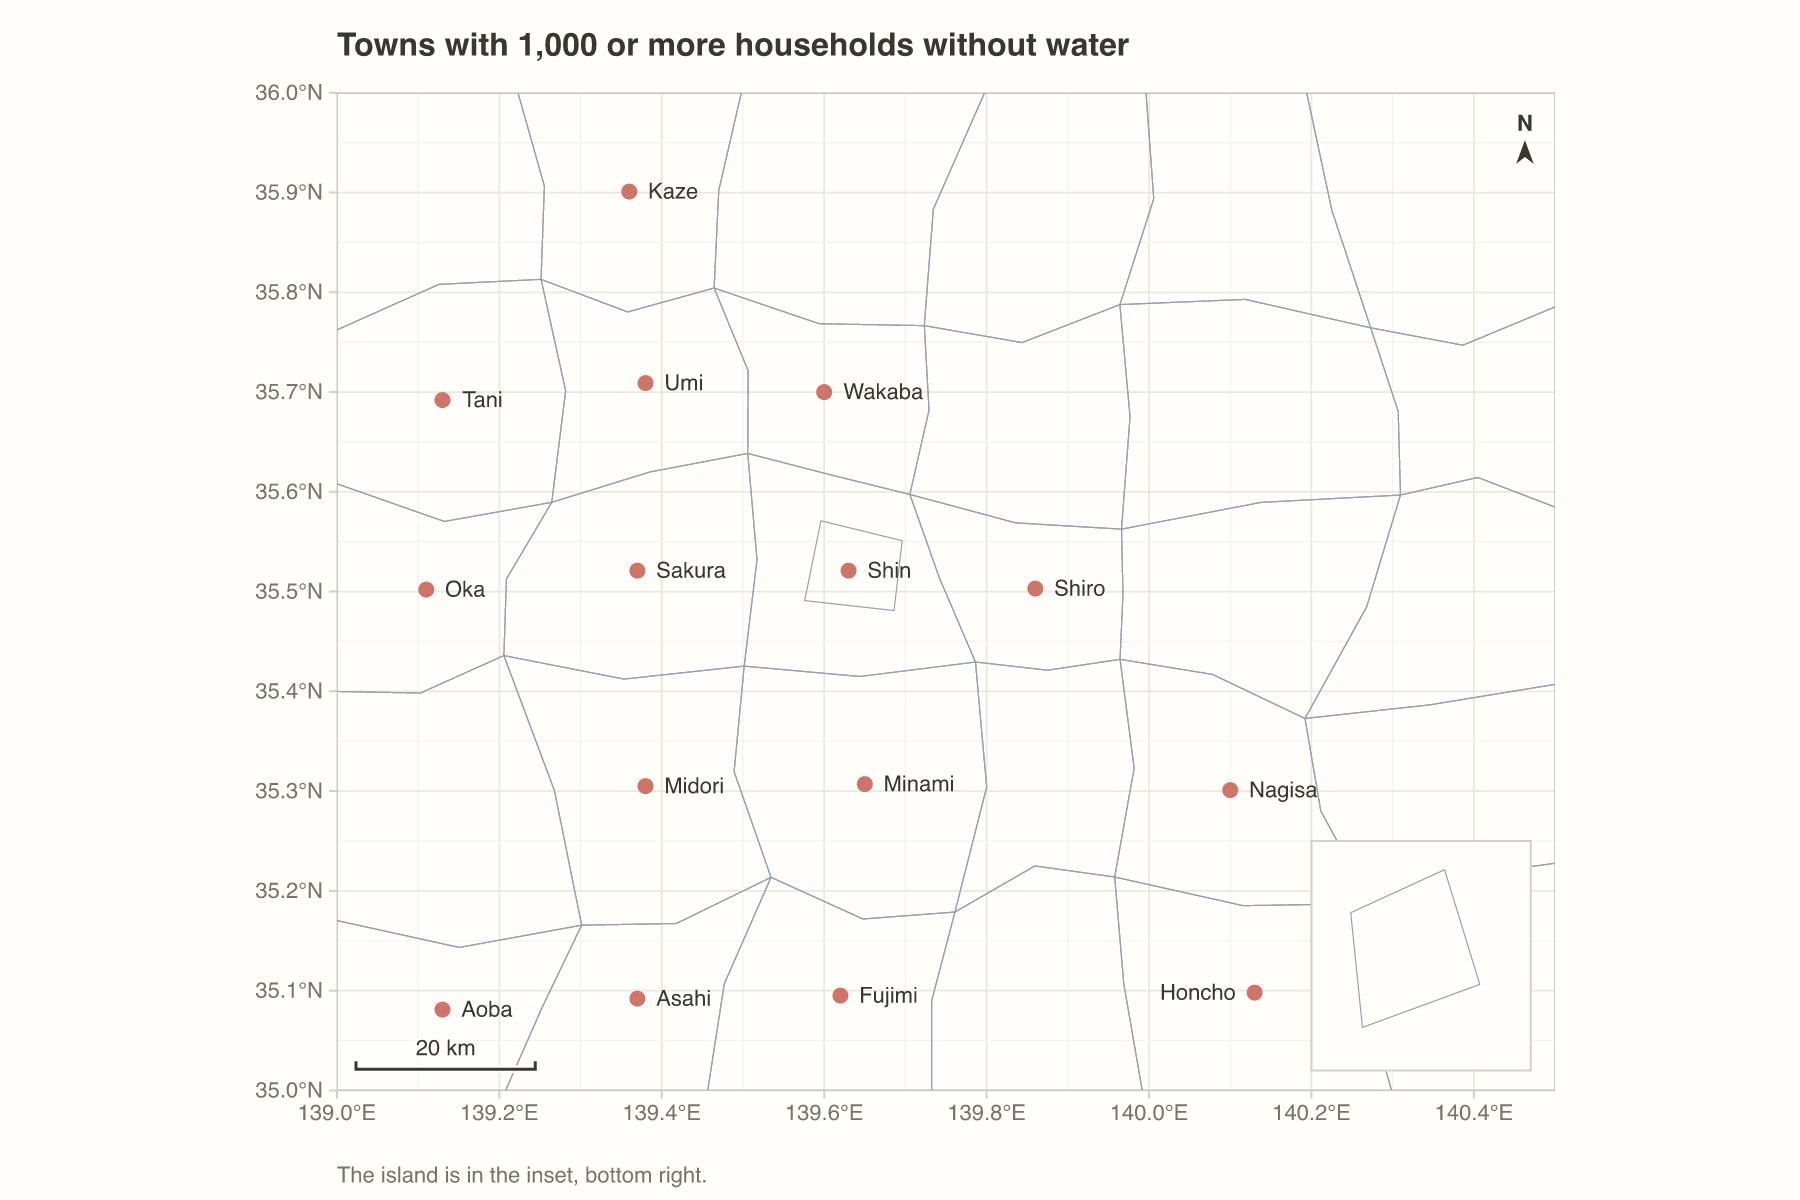 Towns with 1,000 or more households without water
36.0°N
N
35.9°N
Kaze
35.8°N
35.7°N
Tani
Umi
Wakaba
35.6°N
35.5°N
Oka
Sakura
Shin
Shiro
35.4°N
35.3°N
Midori
Minami
Nagisa
35.2°N
35.1°N
Aoba
Asahi
Fujimi
Honcho
20 km
35.0°N
139.0°E 139.2°E 139.4°E 139.6°E 139.8°E 140.0°E 140.2°E 140.4°E
The island is in the inset, bottom right.